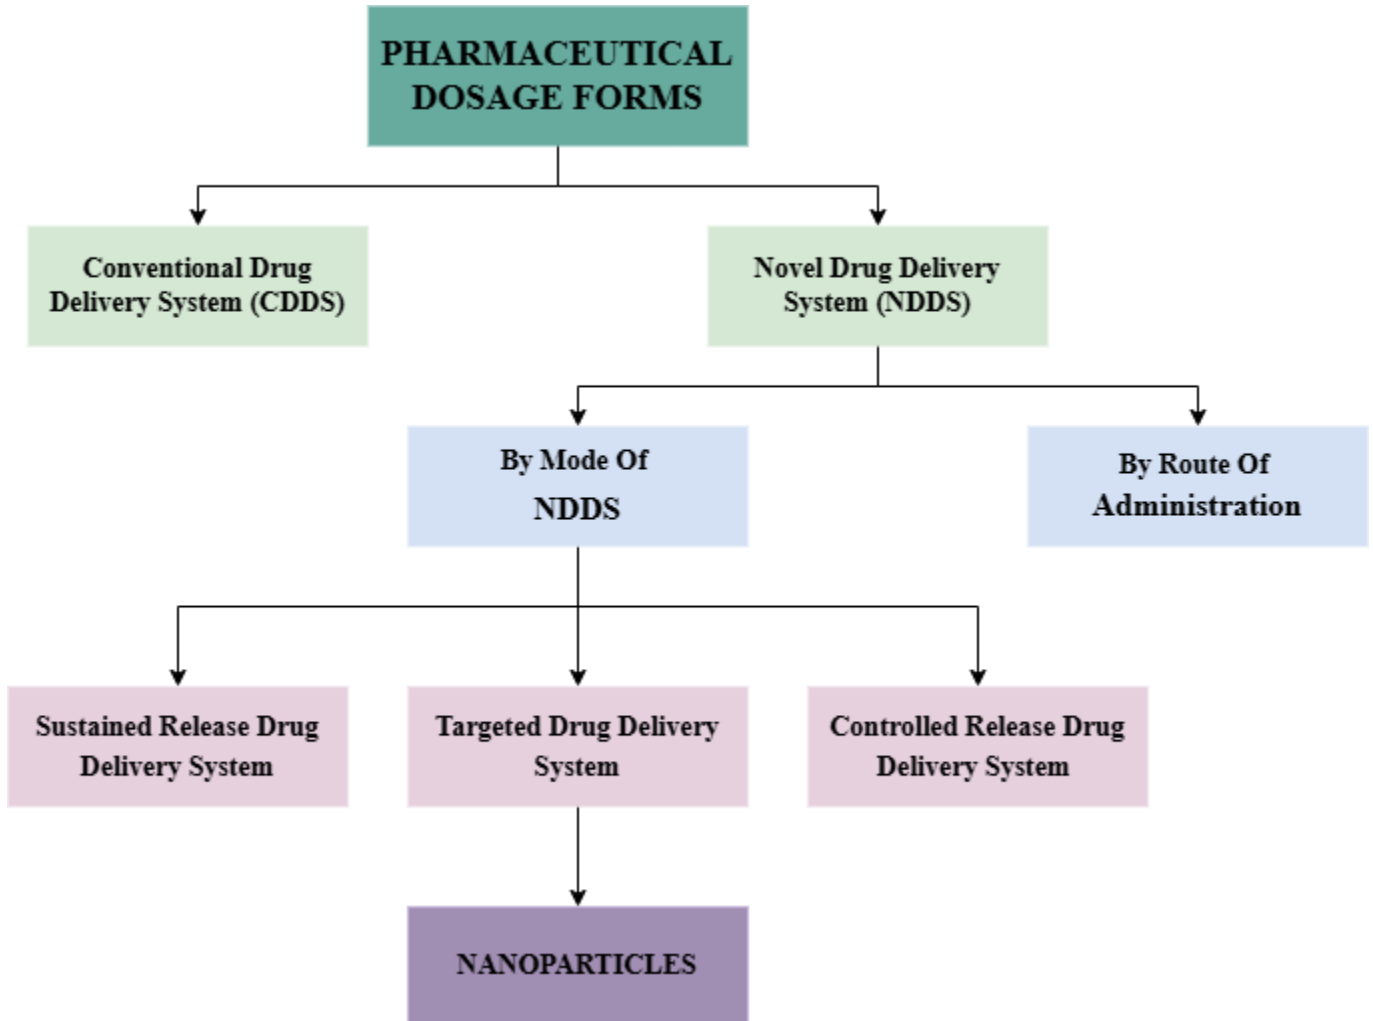 PHARMACEUTICAL
DOSAGE FORMS
Conventional Drug
Delivery System (CDDS)
Novel Drug Delivery
System (NDDS)
By Mode Of
NDDS
By Route Of
Administration
Sustained Release Drug
Delivery System
Targeted Drug Delivery
System
Controlled Release Drug
Delivery System
NANOPARTICLES